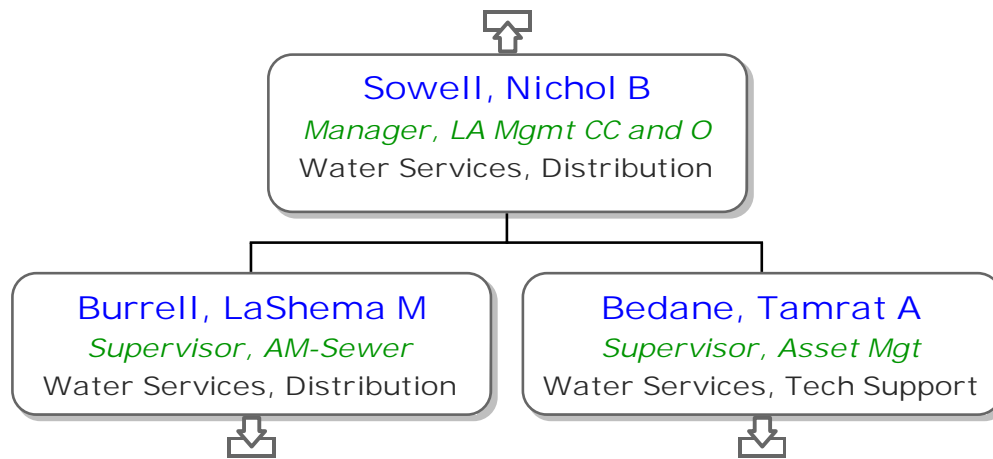 Sowell, Nichol B
Manager, LA Mgmt CC and O
Water Services, Distribution
Burrell, LaShema M
Supervisor, AM-Sewer
Water Services, Distribution
Bedane, Tamrat A
Supervisor, Asset Mgt
Water Services, Tech Support